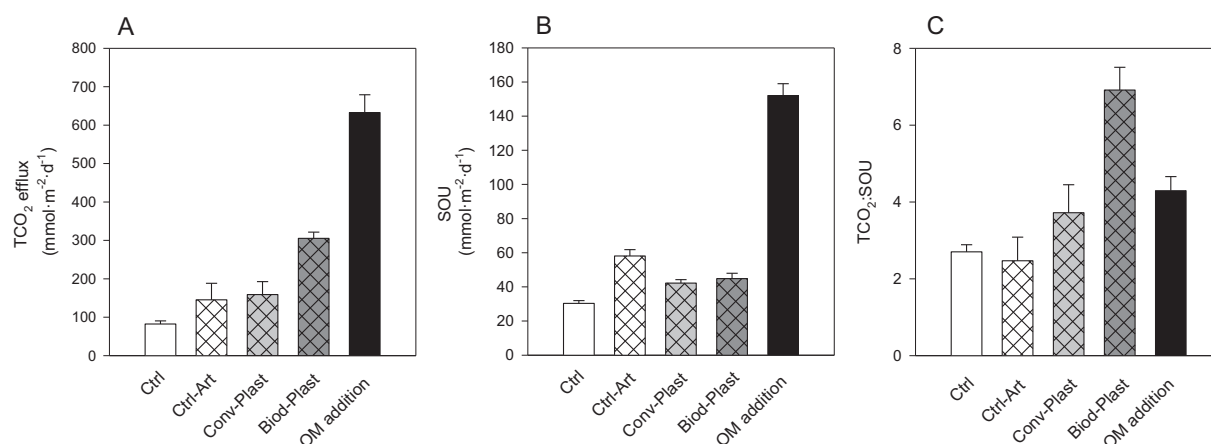 A
TCO₂ efflux
(mmol·m⁻²·d⁻¹)
800
700
600
500
400
300
200
100
0
Ctrl
Ctrl-Art
Conv-Plast
Biod-Plast
OM addition
B
SOU
(mmol·m⁻²·d⁻¹)
180
160
140
120
100
80
60
40
20
0
Ctrl
Ctrl-Art
Conv-Plast
Biod-Plast
OM addition
C
TCO₂:SOU
8
6
4
2
0
Ctrl
Ctrl-Art
Conv-Plast
Biod-Plast
OM addition